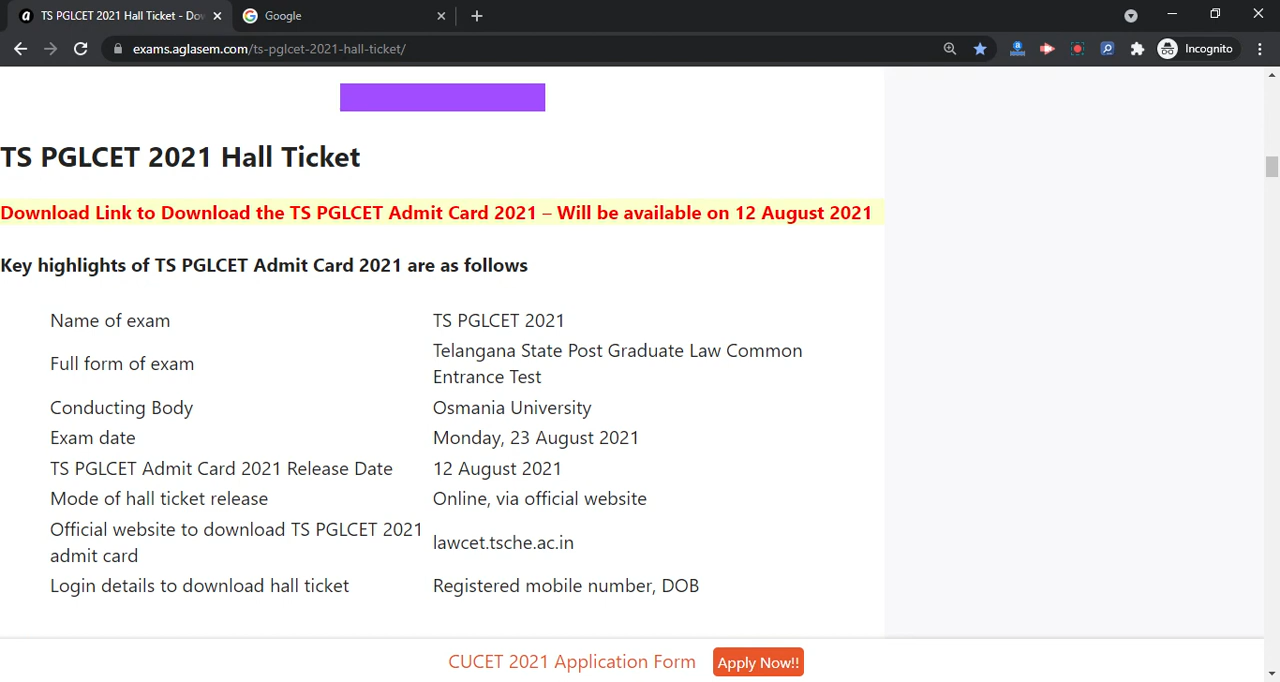 TS PGLCET 2021 Hall Ticket - Dow
Google
exams.aglasem.com/ts-pglcet-2021-hall-ticket/
Incognito
TS PGLCET 2021 Hall Ticket
Download Link to Download the TS PGLCET Admit Card 2021 – Will be available on 12 August 2021
Key highlights of TS PGLCET Admit Card 2021 are as follows
Name of exam TS PGLCET 2021
Full form of exam Telangana State Post Graduate Law Common
Entrance Test
Conducting Body Osmania University
Exam date Monday, 23 August 2021
TS PGLCET Admit Card 2021 Release Date 12 August 2021
Mode of hall ticket release Online, via official website
Official website to download TS PGLCET 2021
admit card lawcet.tsche.ac.in
Login details to download hall ticket Registered mobile number, DOB
CUCET 2021 Application Form Apply Now!!